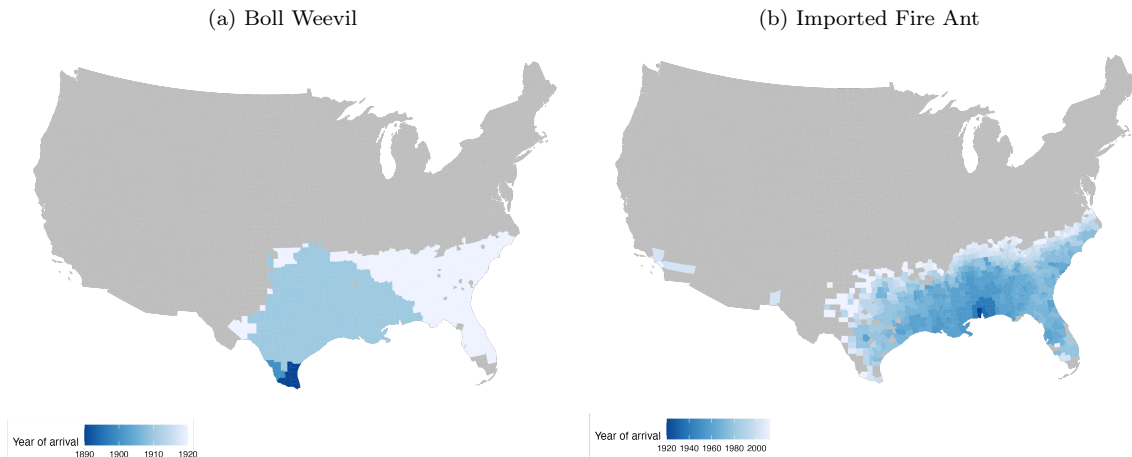 (a) Boll Weevil
(b) Imported Fire Ant
Year of arrival
1890 1900 1910 1920
Year of arrival
1920 1940 1960 1980 2000